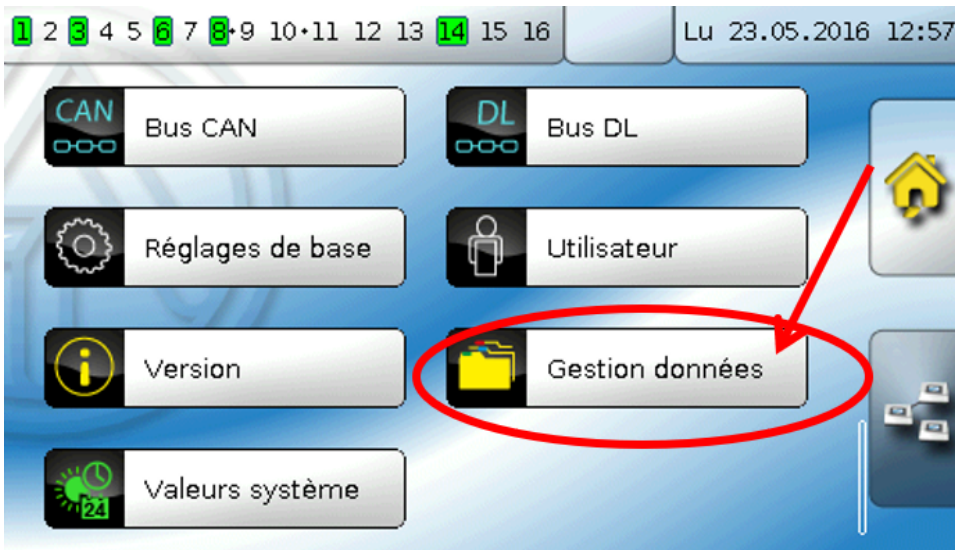 1 2 3 4 5 6 7 8•9 10•11 12 13 14 15 16 Lu 23.05.2016 12:57
CAN Bus CAN DL Bus DL
Réglages de base Utilisateur
Version Gestion données
24 Valeurs système